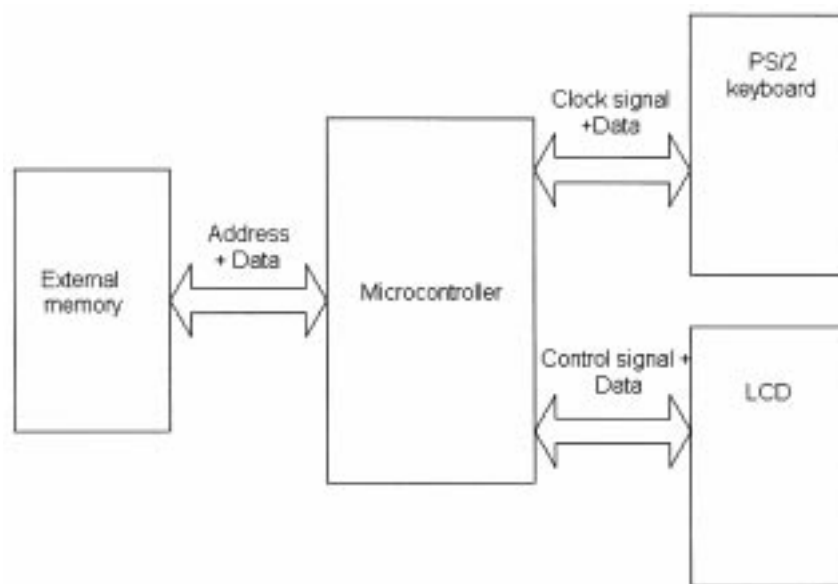 PS/2
keyboard
Clock signal
+Data
Address
+ Data
External
memory
Microcontroller
Control signal +
Data
LCD